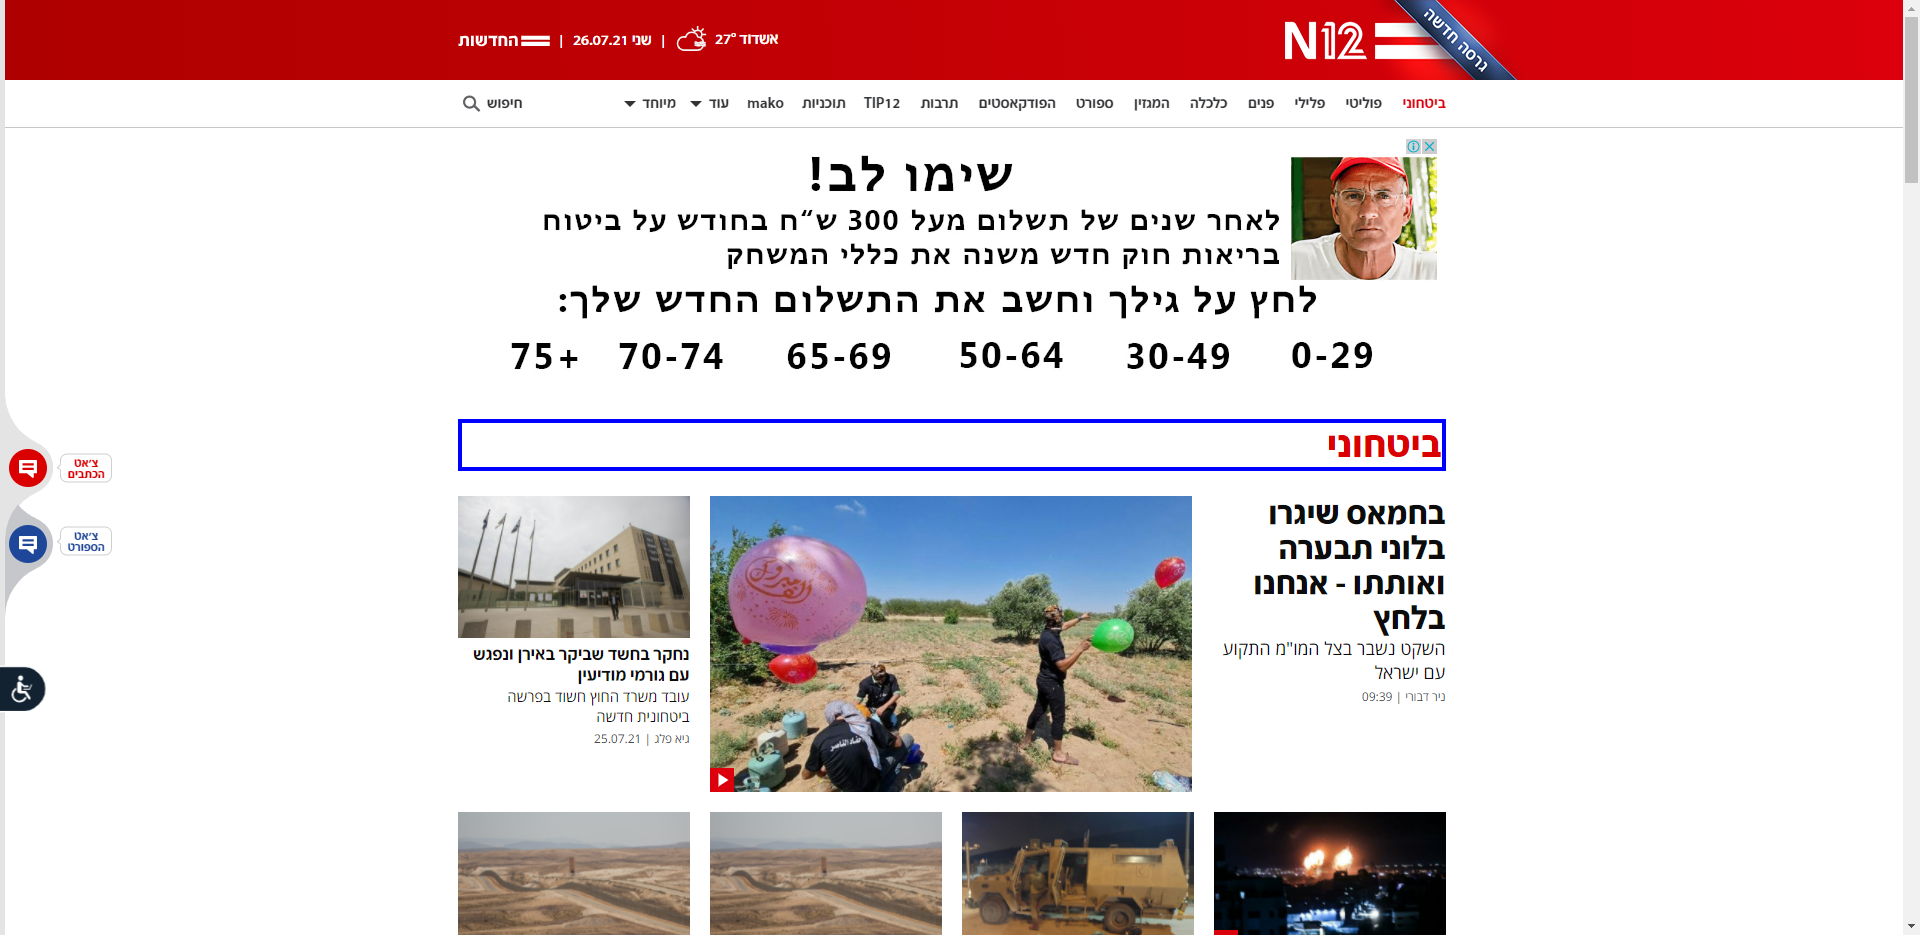 גרסה חדשה
N12
אשדוד 27° | שני 26.07.21 | החדשות
ביטחוני פוליטי פלילי פנים כלכלה המגזין ספורט הפודקאסטים תרבות TIP12 תוכניות mako עוד מיוחד חיפוש
שימו לב!
לאחר שנים של תשלום מעל 300 ש“ח בחודש על ביטוח
בריאות חוק חדש משנה את כללי המשחק
לחץ על גילך וחשב את התשלום החדש שלך:
0-29 30-49 50-64 65-69 70-74 75+
ביטחוני
בחמאס שיגרו
בלוני תבערה
ואותתו - אנחנו
בלחץ
השקט נשבר בצל המו"מ התקוע
עם ישראל
ניר דבורי | 09:39
נחקר בחשד שביקר באירן ונפגש
עם גורמי מודיעין
עובד משרד החוץ חשוד בפרשה
ביטחונית חדשה
גיא פלג | 25.07.21
צ'אט
הכתבים
צ'אט
הספורט